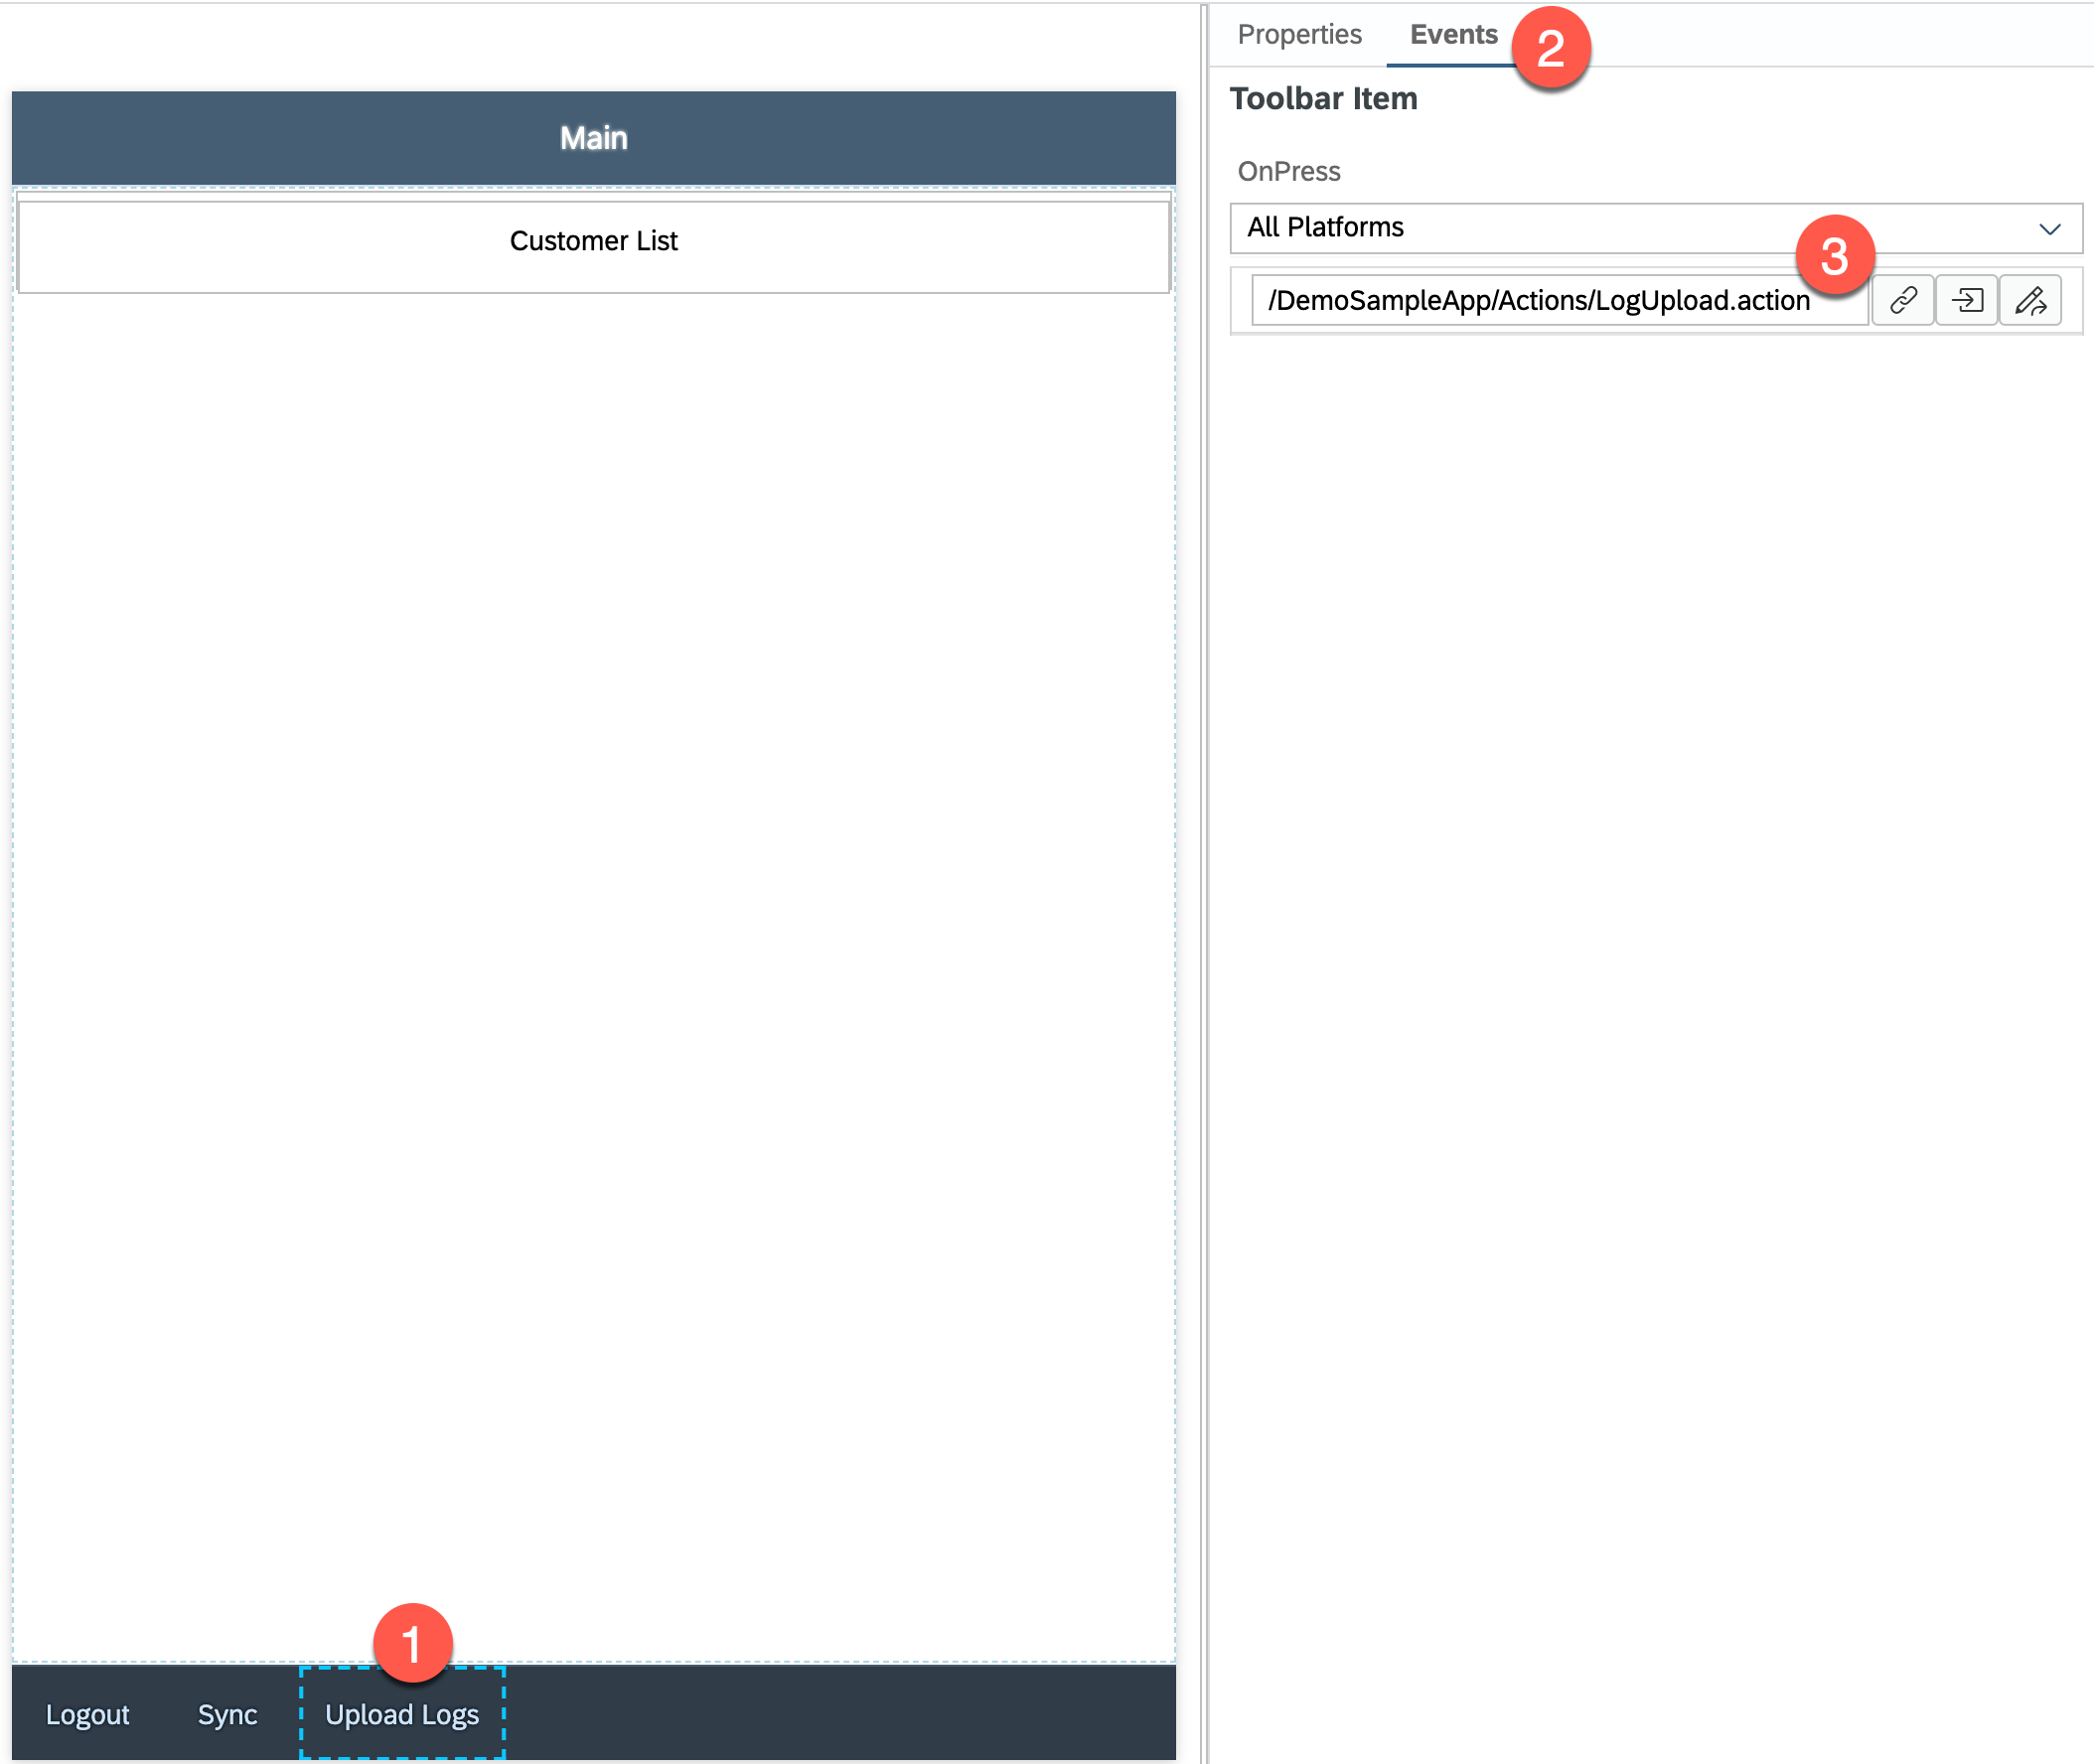 Main
Customer List
1
Logout Sync Upload Logs
Properties Events 2
Toolbar Item
OnPress
All Platforms
3
/DemoSampleApp/Actions/LogUpload.action